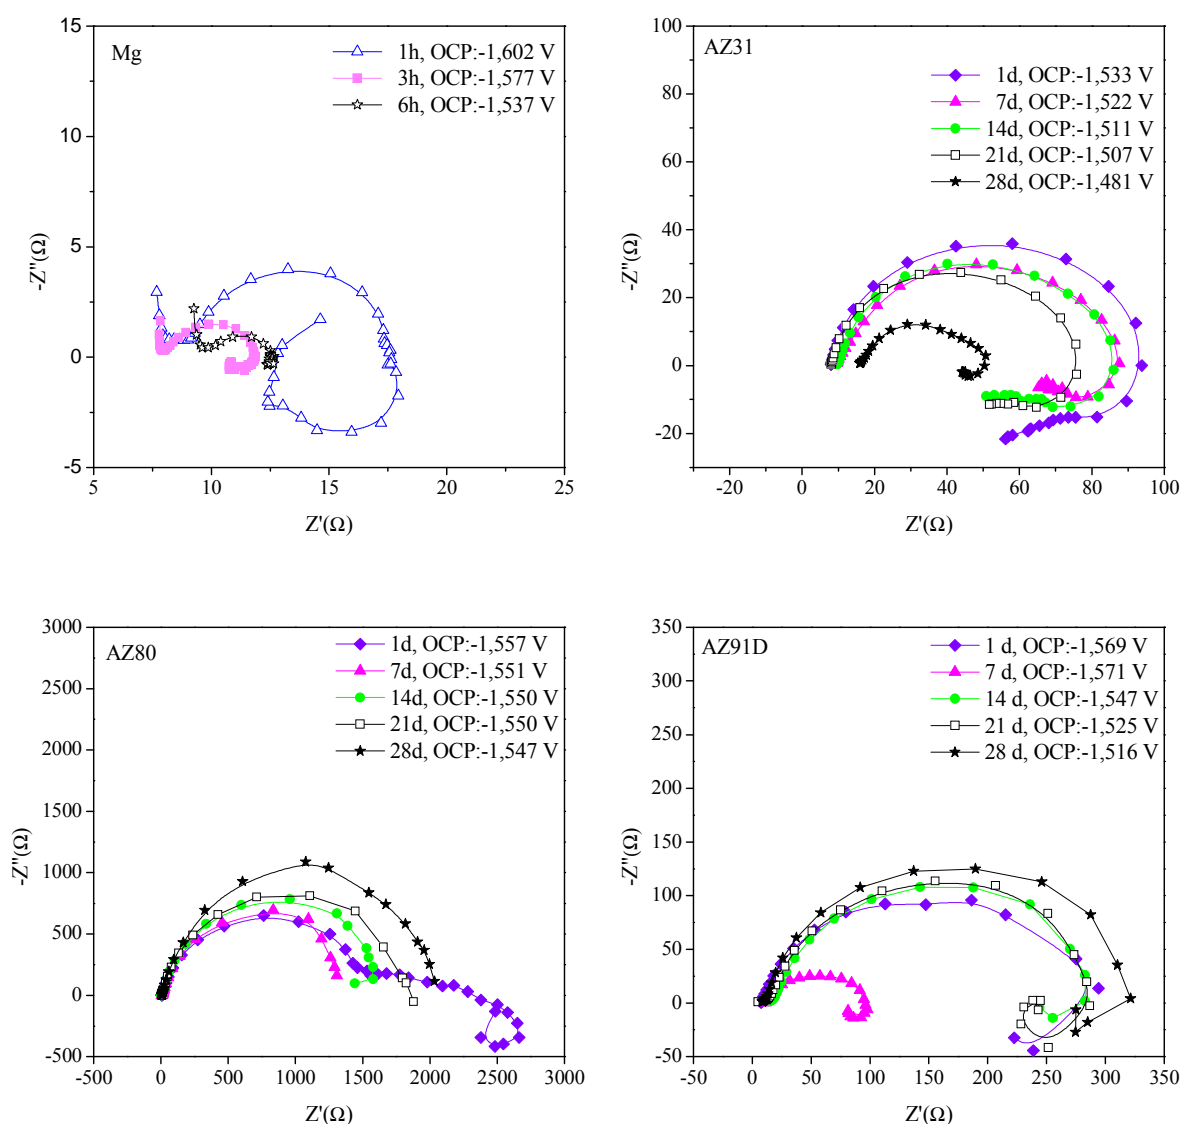 Mg
1h, OCP:-1,602 V
3h, OCP:-1,577 V
6h, OCP:-1,537 V
15
10
5
0
-5
-Z"(Ω)
5
10
15
20
25
Z'(Ω)
AZ31
1d, OCP:-1,533 V
7d, OCP:-1,522 V
14d, OCP:-1,511 V
21d, OCP:-1,507 V
28d, OCP:-1,481 V
100
80
60
40
20
0
-20
-Z"(Ω)
-20
0
20
40
60
80
100
Z'(Ω)
AZ80
1d, OCP:-1,557 V
7d, OCP:-1,551 V
14d, OCP:-1,550 V
21d, OCP:-1,550 V
28d, OCP:-1,547 V
3000
2500
2000
1500
1000
500
0
-500
-Z"(Ω)
-500
0
500
1000
1500
2000
2500
3000
Z'(Ω)
AZ91D
1 d, OCP:-1,569 V
7 d, OCP:-1,571 V
14 d, OCP:-1,547 V
21 d, OCP:-1,525 V
28 d, OCP:-1,516 V
350
300
250
200
150
100
50
0
-50
-Z"(Ω)
-50
0
50
100
150
200
250
300
350
Z'(Ω)